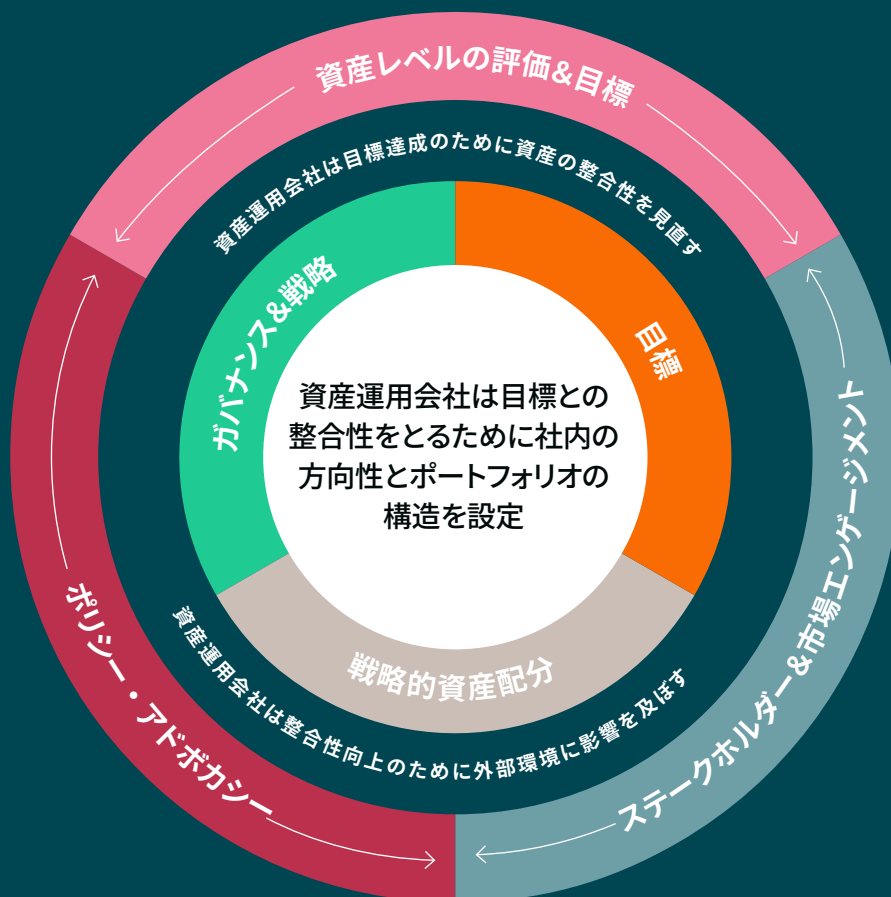 資産レベルの評価&目標
資産運用会社は目標達成のために資産の整合性を見直す
ガバナンス&戦略
目標
資産運用会社は目標との
整合性をとるために社内の
方向性とポートフォリオの
構造を設定
戦略的資産配分
資産運用会社は整合性向上のために外部環境に影響を及ぼす
ポリシー・アドボカシー
ステークホルダー&市場エンゲージメント